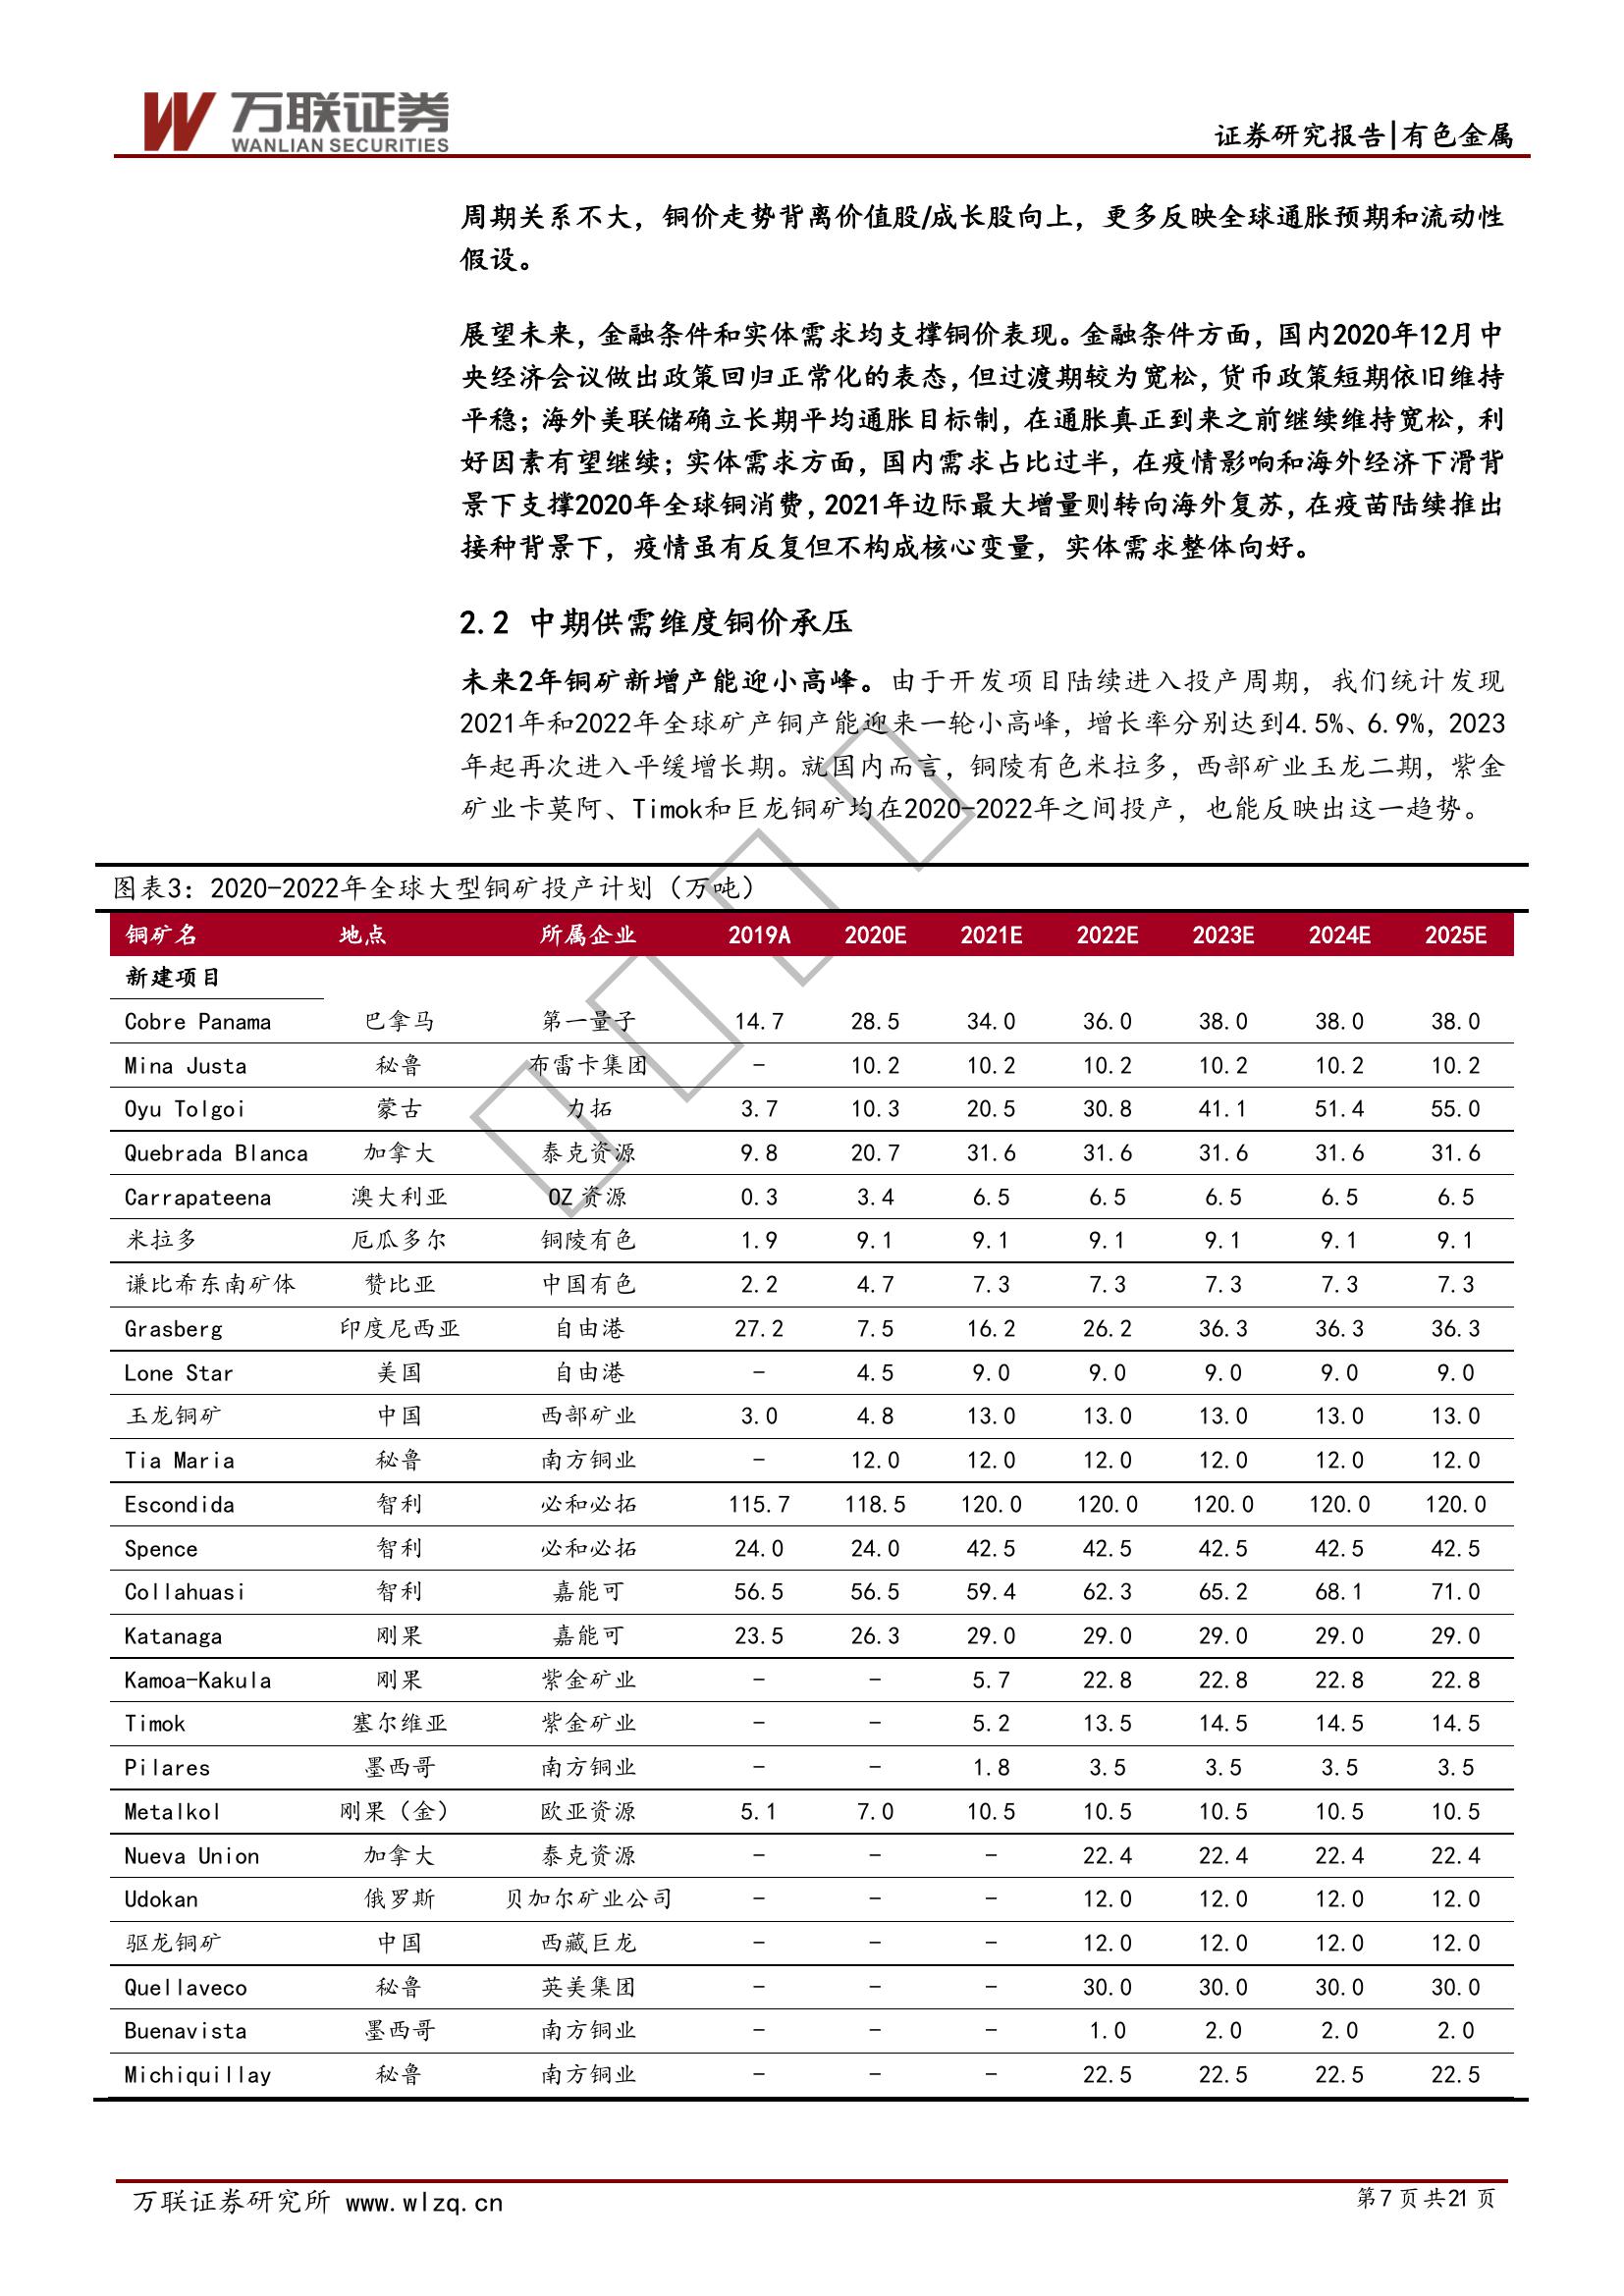 万联证券
WANLIAN SECURITIES
证券研究报告|有色金属
周期关系不大，铜价走势背离价值股/成长股向上，更多反映全球通胀预期和流动性
假设。
展望未来，金融条件和实体需求均支撑铜价表现。金融条件方面，国内2020年12月中
央经济会议做出政策回归正常化的表态，但过渡期较为宽松，货币政策短期依旧维持
平稳；海外美联储确立长期平均通胀目标制，在通胀真正到来之前继续维持宽松，利
好因素有望继续；实体需求方面，国内需求占比过半，在疫情影响和海外经济下滑背
景下支撑2020年全球铜消费，2021年边际最大增量则转向海外复苏，在疫苗陆续推出
接种背景下，疫情虽有反复但不构成核心变量，实体需求整体向好。
2.2 中期供需维度铜价承压
未来2年铜矿新增产能迎小高峰。由于开发项目陆续进入投产周期，我们统计发现
2021年和2022年全球矿产铜产能迎来一轮小高峰，增长率分别达到4.5%、6.9%，2023
年起再次进入平缓增长期。就国内而言，铜陵有色米拉多，西部矿业玉龙二期，紫金
矿业卡莫阿、Timok和巨龙铜矿均在2020-2022年之间投产，也能反映出这一趋势。
图表3：2020-2022年全球大型铜矿投产计划（万吨）
铜矿名 地点 所属企业 2019A 2020E 2021E 2022E 2023E 2024E 2025E
新建项目
Cobre Panama 巴拿马 第一量子 14.7 28.5 34.0 36.0 38.0 38.0 38.0
Mina Justa 秘鲁 布雷卡集团 - 10.2 10.2 10.2 10.2 10.2 10.2
Oyu Tolgoi 蒙古 力拓 3.7 10.3 20.5 30.8 41.1 51.4 55.0
Quebrada Blanca 加拿大 泰克资源 9.8 20.7 31.6 31.6 31.6 31.6 31.6
Carrapateena 澳大利亚 OZ 资源 0.3 3.4 6.5 6.5 6.5 6.5 6.5
米拉多 厄瓜多尔 铜陵有色 1.9 9.1 9.1 9.1 9.1 9.1 9.1
谦比希东南矿体 赞比亚 中国有色 2.2 4.7 7.3 7.3 7.3 7.3 7.3
Grasberg 印度尼西亚 自由港 27.2 7.5 16.2 26.2 36.3 36.3 36.3
Lone Star 美国 自由港 - 4.5 9.0 9.0 9.0 9.0 9.0
玉龙铜矿 中国 西部矿业 3.0 4.8 13.0 13.0 13.0 13.0 13.0
Tia Maria 秘鲁 南方铜业 - 12.0 12.0 12.0 12.0 12.0 12.0
Escondida 智利 必和必拓 115.7 118.5 120.0 120.0 120.0 120.0 120.0
Spence 智利 必和必拓 24.0 24.0 42.5 42.5 42.5 42.5 42.5
Collahuasi 智利 嘉能可 56.5 56.5 59.4 62.3 65.2 68.1 71.0
Katanaga 刚果 嘉能可 23.5 26.3 29.0 29.0 29.0 29.0 29.0
Kamoa-Kakula 刚果 紫金矿业 - - 5.7 22.8 22.8 22.8 22.8
Timok 塞尔维亚 紫金矿业 - - 5.2 13.5 14.5 14.5 14.5
Pilares 墨西哥 南方铜业 - - 1.8 3.5 3.5 3.5 3.5
Metalkol 刚果（金） 欧亚资源 5.1 7.0 10.5 10.5 10.5 10.5 10.5
Nueva Union 加拿大 泰克资源 - - - 22.4 22.4 22.4 22.4
Udokan 俄罗斯 贝加尔矿业公司 - - - 12.0 12.0 12.0 12.0
驱龙铜矿 中国 西藏巨龙 - - - 12.0 12.0 12.0 12.0
Quellaveco 秘鲁 英美集团 - - - 30.0 30.0 30.0 30.0
Buenavista 墨西哥 南方铜业 - - - 1.0 2.0 2.0 2.0
Michiquillay 秘鲁 南方铜业 - - - 22.5 22.5 22.5 22.5
万联证券研究所 www.wlzq.cn
第7页共21页